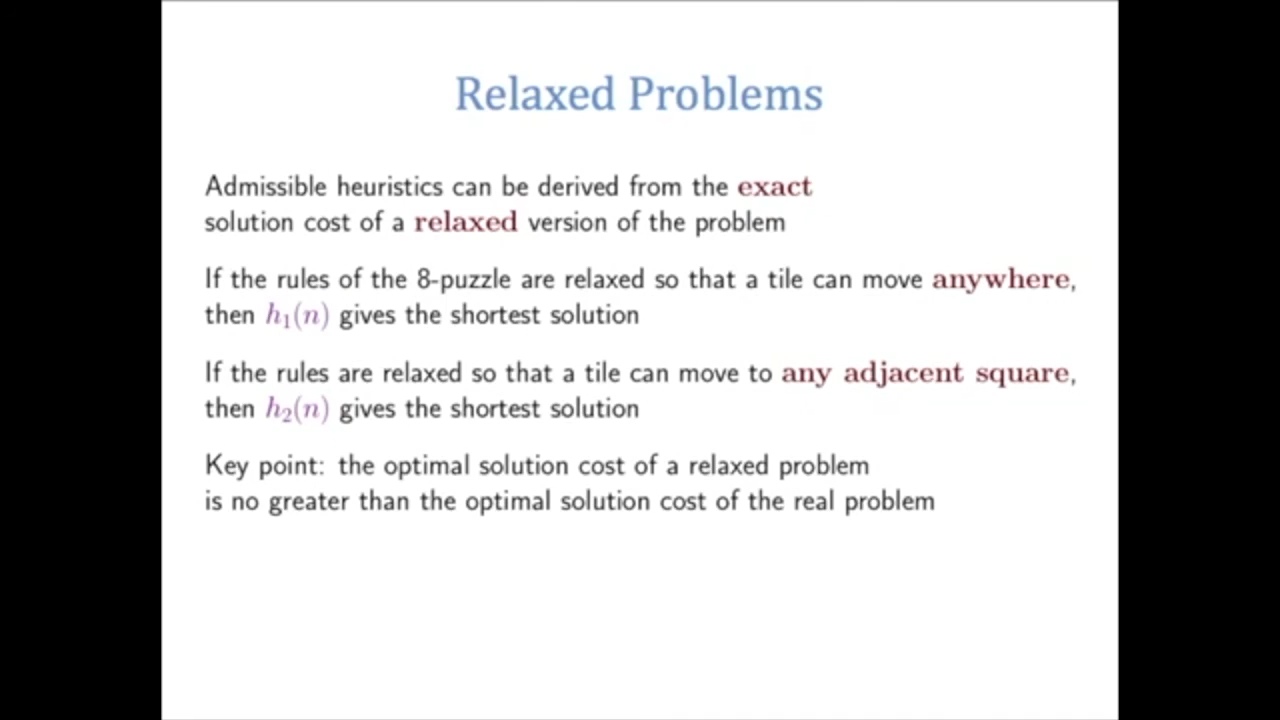 Relaxed Problems
Admissible heuristics can be derived from the exact
solution cost of a relaxed version of the problem
If the rules of the 8-puzzle are relaxed so that a tile can move anywhere,
then h₁(n) gives the shortest solution
If the rules are relaxed so that a tile can move to any adjacent square,
then h₂(n) gives the shortest solution
Key point: the optimal solution cost of a relaxed problem
is no greater than the optimal solution cost of the real problem